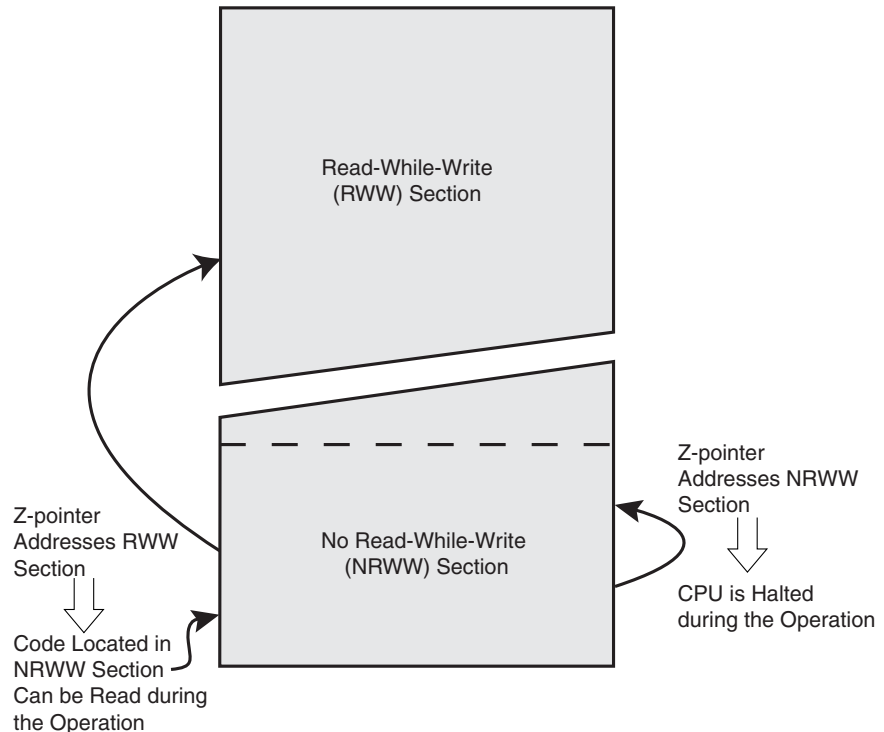 Read-While-Write
(RWW) Section
Z-pointer
Addresses NRWW
Section
Z-pointer
Addresses RWW
Section
No Read-While-Write
(NRWW) Section
CPU is Halted
during the Operation
Code Located in
NRWW Section
Can be Read during
the Operation